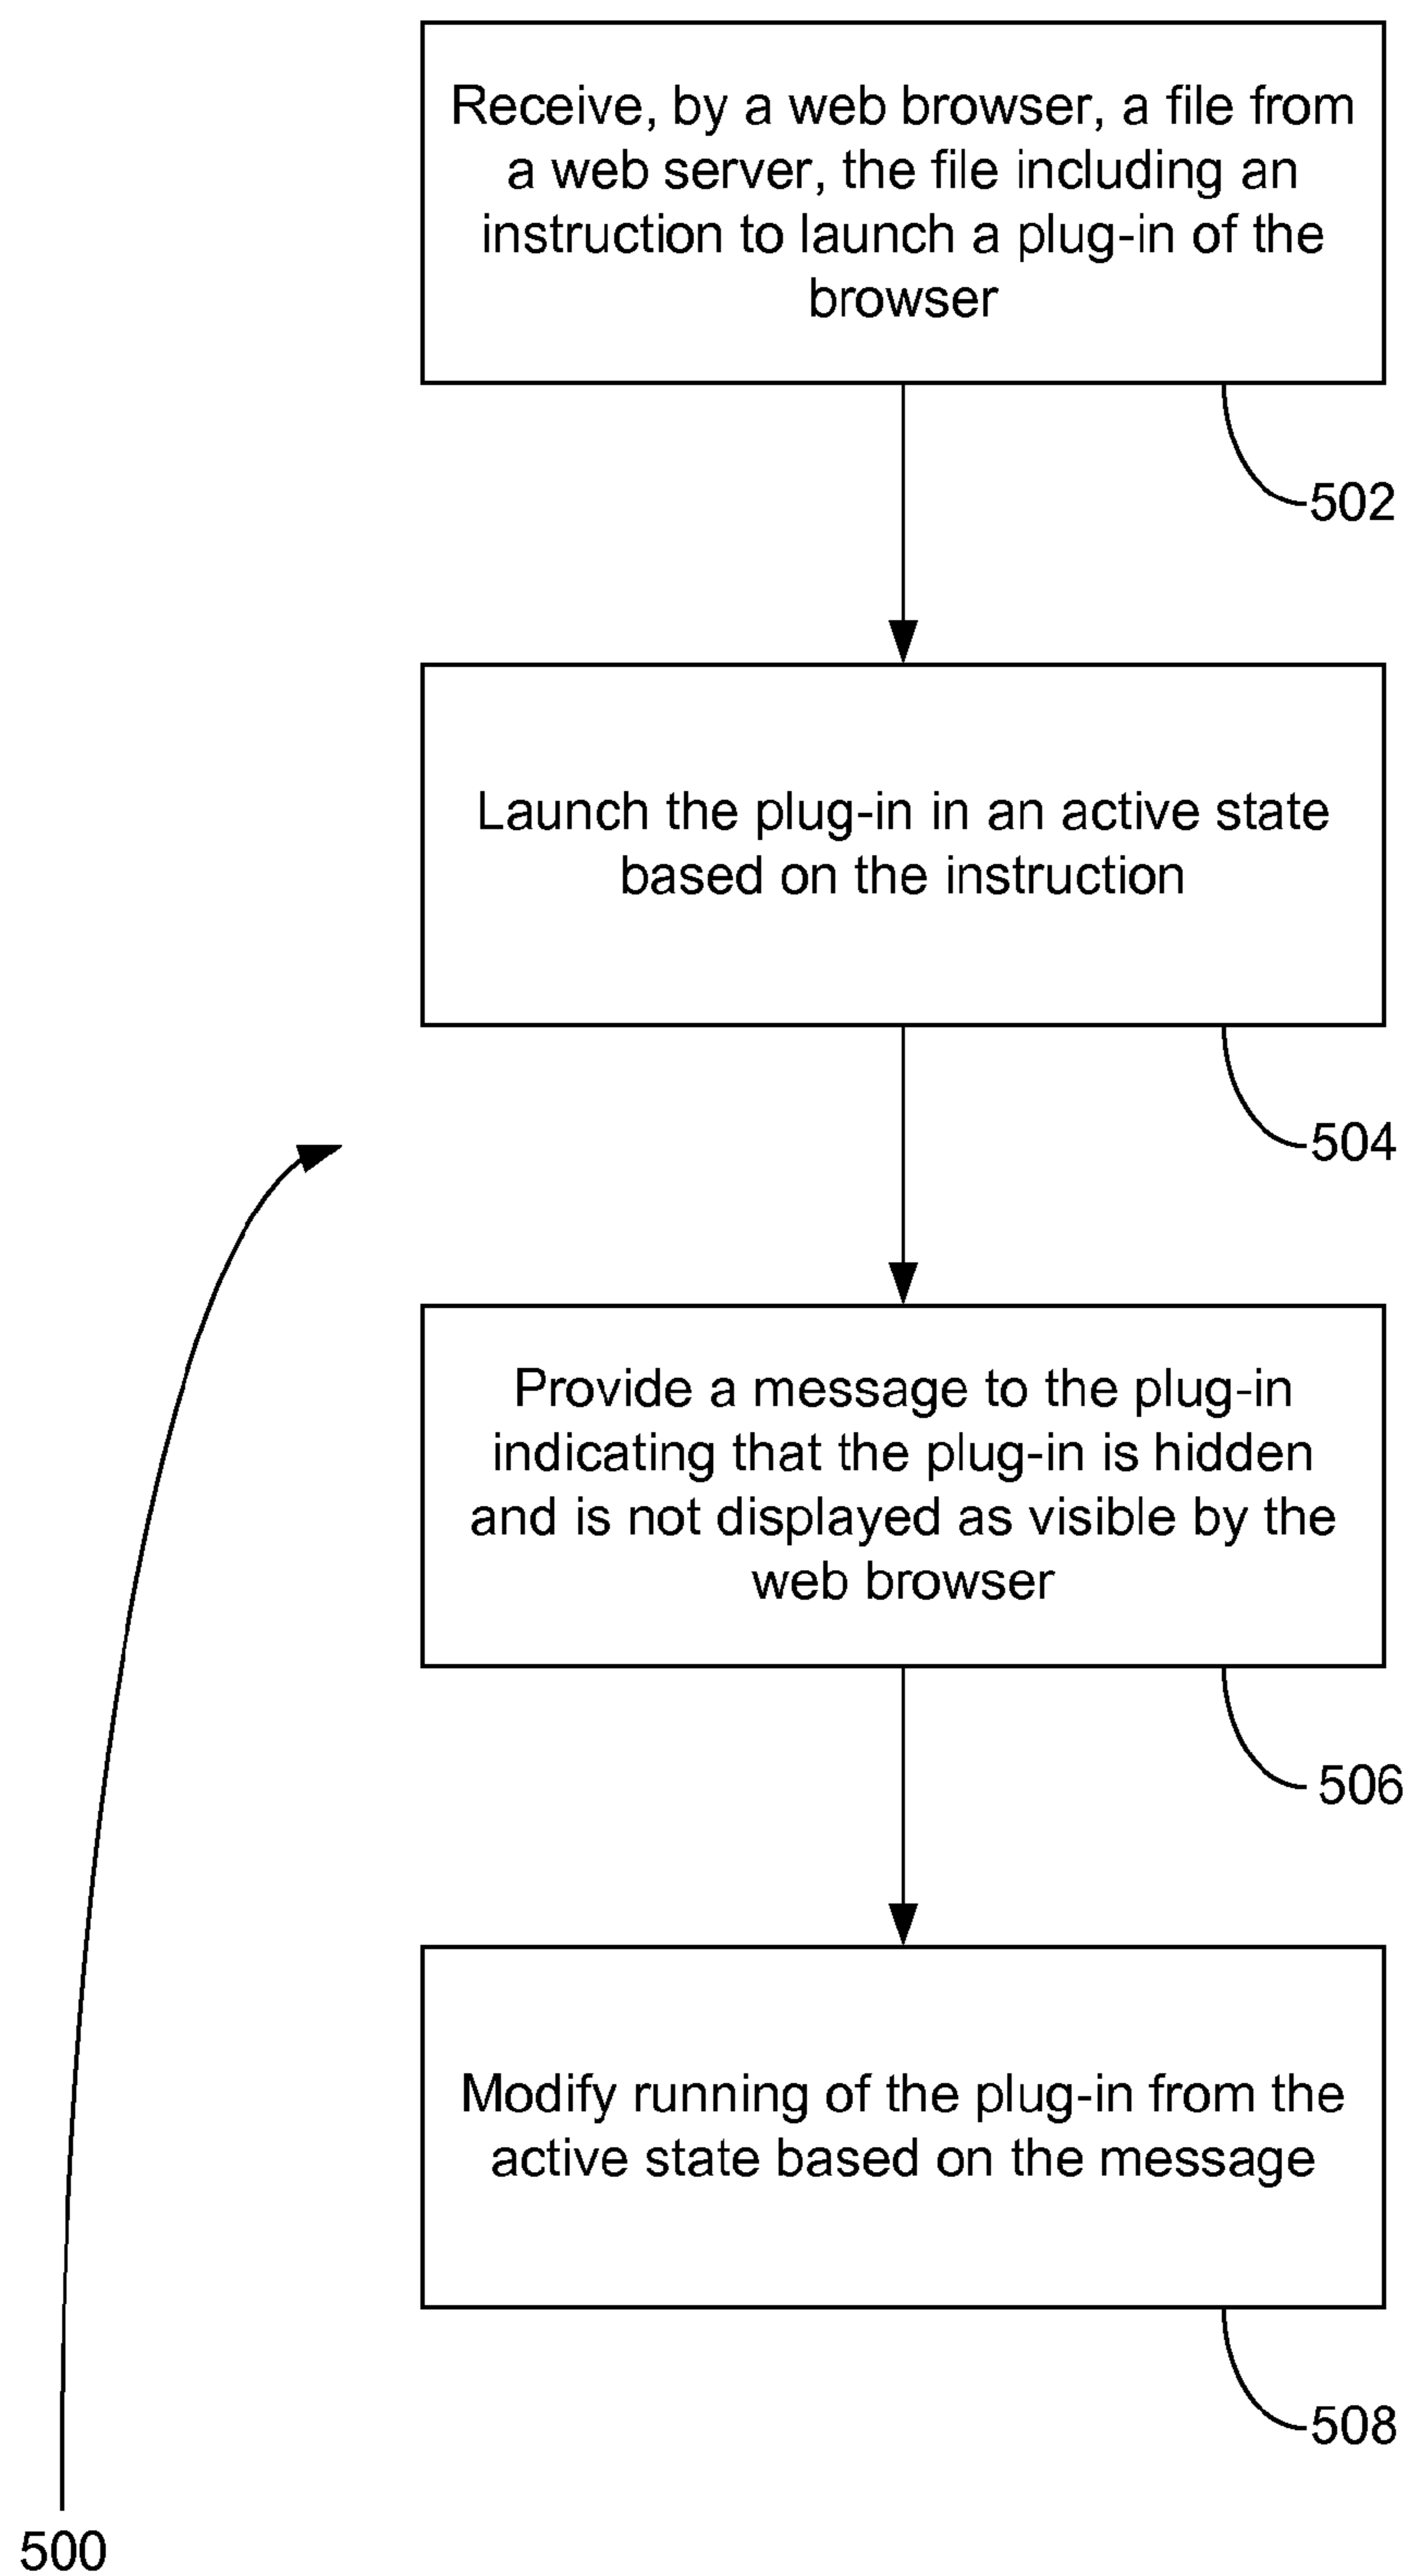 Receive, by a web browser, a file from
a web server, the file including an
instruction to launch a plug-in of the
browser
502
Launch the plug-in in an active state
based on the instruction
504
Provide a message to the plug-in
indicating that the plug-in is hidden
and is not displayed as visible by the
web browser
506
Modify running of the plug-in from the
active state based on the message
508
500